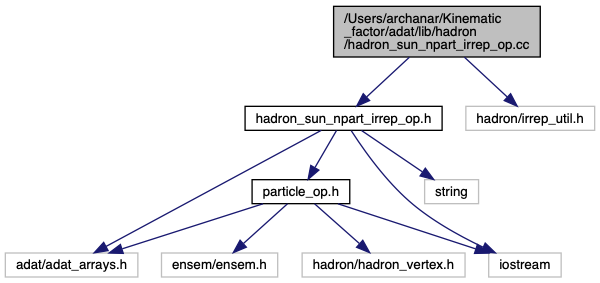 /Users/archanar/Kinematic
_factor/adat/lib/hadron
/hadron_sun_npart_irrep_op.cc
hadron_sun_npart_irrep_op.h
hadron/irrep_util.h
particle_op.h
string
adat/adat_arrays.h
ensem/ensem.h
hadron/hadron_vertex.h
iostream